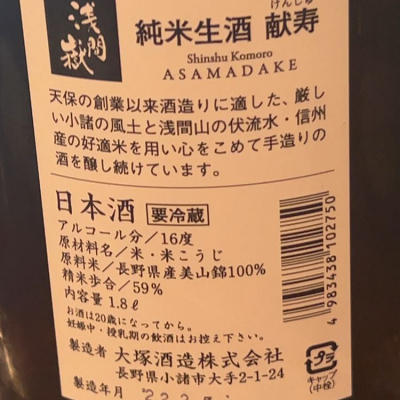 浅間嶽
純米生酒 献寿
げんじゅ
Shinshu Komoro
ASAMADAKE
天保の創業以来酒造りに適した、厳し
い小諸の風土と浅間山の伏流水・信州
産の好適米を用い心をこめて手造りの
酒を醸し続けています。
日本酒 要冷蔵
アルコール分/16度
原材料名/米・米こうじ
原料米/長野県産美山錦100%
精米歩合/59%
内容量 1.8ℓ
お酒は20歳になってから。
妊娠中・授乳期の飲酒はお控え下さい。
製造者 大塚酒造株式会社
長野県小諸市大手2-1-24
製造年月
4 983438 102750
プラ
キャップ
(中栓)